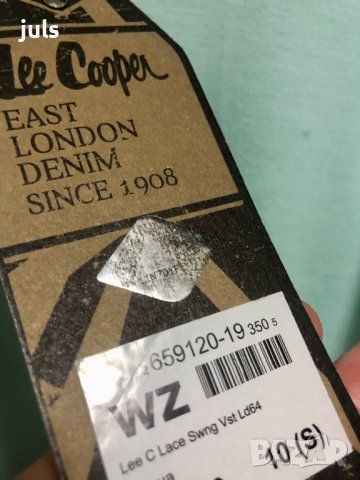 juls
Lee Cooper
EAST
LONDON
DENIM
SINCE 1908
659120-19 350 5
WZ
Lee C Lace Swng Vst Ld64
10 (S)